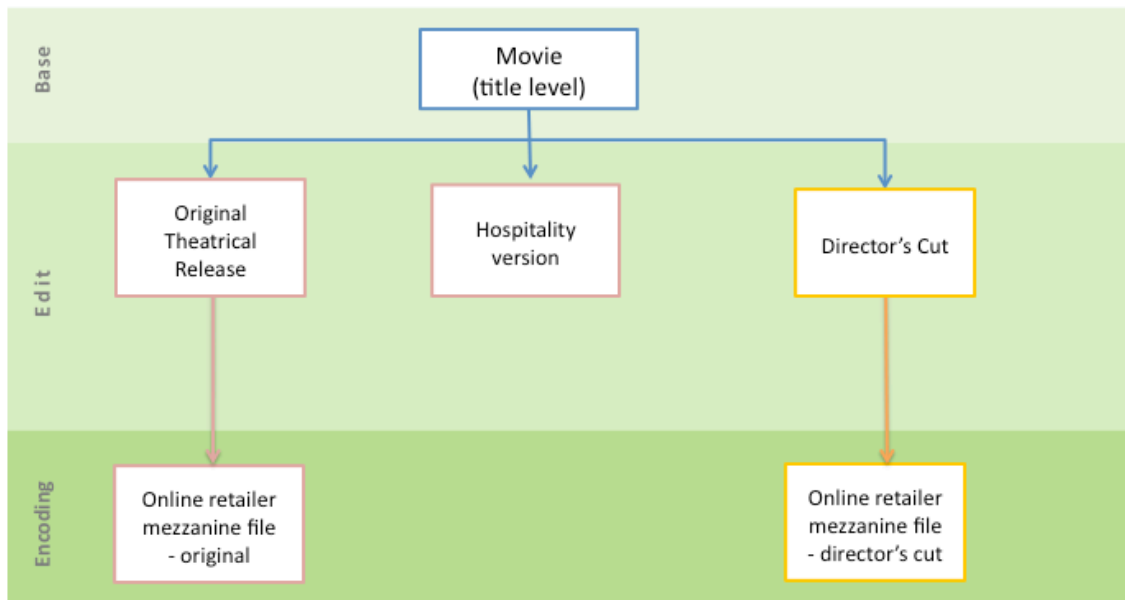 Base
Movie
(title level)
Edit
Original
Theatrical
Release
Hospitality
version
Director’s Cut
Encoding
Online retailer
mezzanine file
- original
Online retailer
mezzanine file
- director’s cut